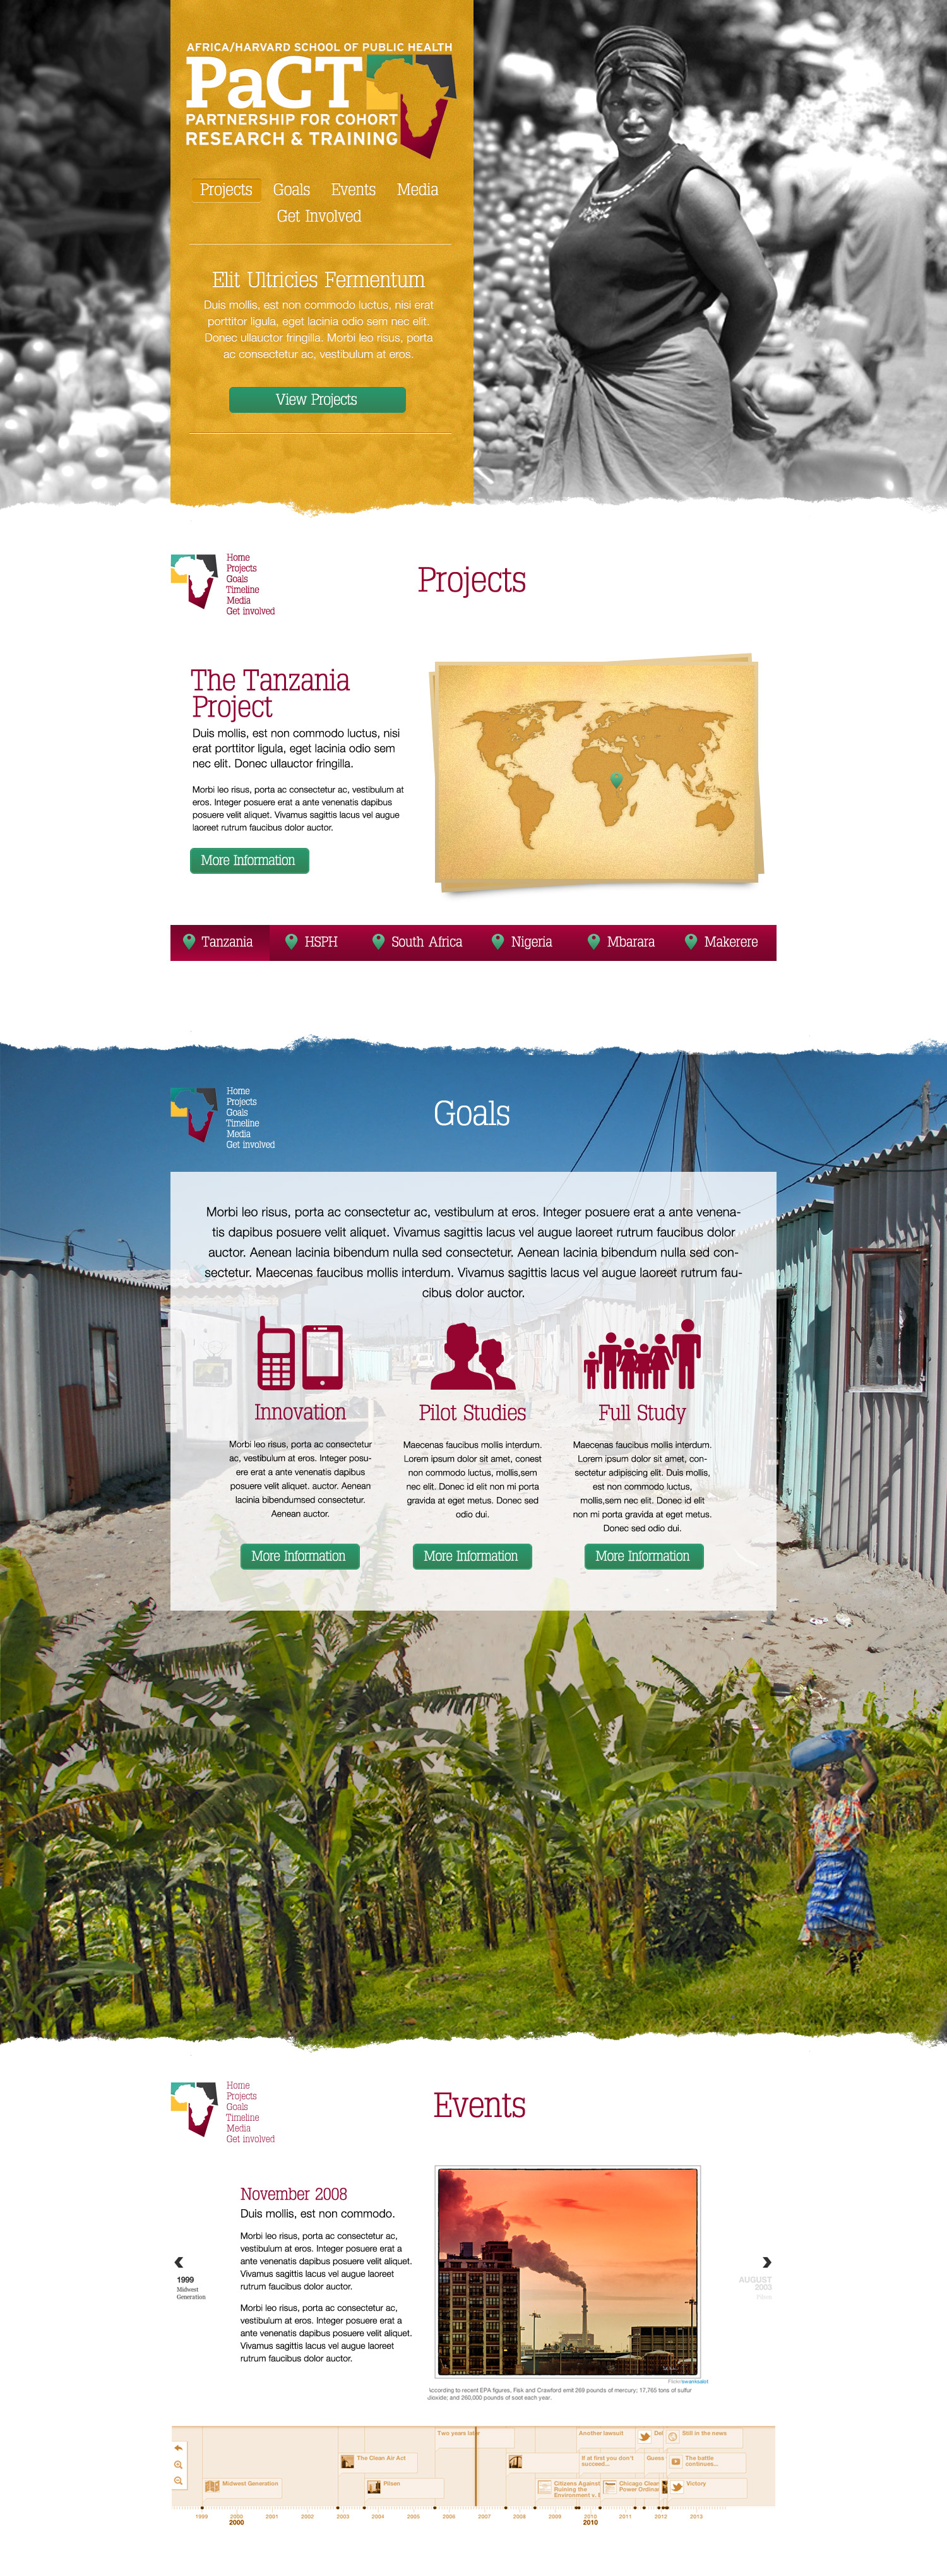 AFRICA/HARVARD SCHOOL OF PUBLIC HEALTH
PaCT
PARTNERSHIP FOR COHORT
RESEARCH & TRAINING
Projects Goals Events Media
Get Involved
Elit Ultricies Fermentum
Duis mollis, est non commodo luctus, nisi erat
porttitor ligula, eget lacinia odio sem nec elit.
Donec ullauctor fringilla. Morbi leo risus, porta
ac consectetur ac, vestibulum at eros.
View Projects
Home
Projects
Goals
Timeline
Media
Get involved
Projects
The Tanzania
Project
Duis mollis, est non commodo luctus, nisi
erat porttitor ligula, eget lacinia odio sem
nec elit. Donec ullauctor fringilla.
Morbi leo risus, porta ac consectetur ac, vestibulum at
eros. Integer posuere erat a ante venenatis dapibus
posuere velit aliquet. Vivamus sagittis lacus vel augue
laoreet rutrum faucibus dolor auctor.
More Information
Tanzania HSPH South Africa Nigeria Mbarara Makerere
Home
Projects
Goals
Timeline
Media
Get involved
Goals
Morbi leo risus, porta ac consectetur ac, vestibulum at eros. Integer posuere erat a ante venena-
tis dapibus posuere velit aliquet. Vivamus sagittis lacus vel augue laoreet rutrum faucibus dolor
auctor. Aenean lacinia bibendum nulla sed consectetur. Aenean lacinia bibendum nulla sed con-
sectetur. Maecenas faucibus mollis interdum. Vivamus sagittis lacus vel augue laoreet rutrum fau-
cibus dolor auctor.
Innovation
Morbi leo risus, porta ac consectetur
ac, vestibulum at eros. Integer posu-
ere erat a ante venenatis dapibus
posuere velit aliquet. auctor. Aenean
lacinia bibendumsed consectetur.
Aenean auctor.
More Information
Pilot Studies
Maecenas faucibus mollis interdum.
Lorem ipsum dolor sit amet, conest
non commodo luctus, mollis,sem
nec elit. Donec id elit non mi porta
gravida at eget metus. Donec sed
odio dui.
More Information
Full Study
Maecenas faucibus mollis interdum.
Lorem ipsum dolor sit amet, con-
sectetur adipiscing elit. Duis mollis,
est non commodo luctus,
mollis,sem nec elit. Donec id elit
non mi porta gravida at eget metus.
Donec sed odio dui.
More Information
Home
Projects
Goals
Timeline
Media
Get involved
Events
November 2008
Duis mollis, est non commodo.
Morbi leo risus, porta ac consectetur ac,
vestibulum at eros. Integer posuere erat a
ante venenatis dapibus posuere velit aliquet.
Vivamus sagittis lacus vel augue laoreet
rutrum faucibus dolor auctor.
Morbi leo risus, porta ac consectetur ac,
vestibulum at eros. Integer posuere erat a
ante venenatis dapibus posuere velit aliquet.
Vivamus sagittis lacus vel augue laoreet
rutrum faucibus dolor auctor.
1999
Midwest
Generation
AUGUST
2003
Pilsen
According to recent EPA figures, Fisk and Crawford emit 269 pounds of mercury; 17,765 tons of sulfur
dioxide; and 260,000 pounds of soot each year.
Two years later
Another lawsuit
Del
Still in the news
The Clean Air Act
If at first you don't
succeed...
Guess
The battle
continues...
Midwest Generation
Pilsen
Citizens Against
Ruining the
Environment v. E
Chicago Clean
Power Ordinan
Victory
1999 2000 2001 2002 2003 2004 2005 2006 2007 2008 2009 2010 2011 2012 2013
2000 2010